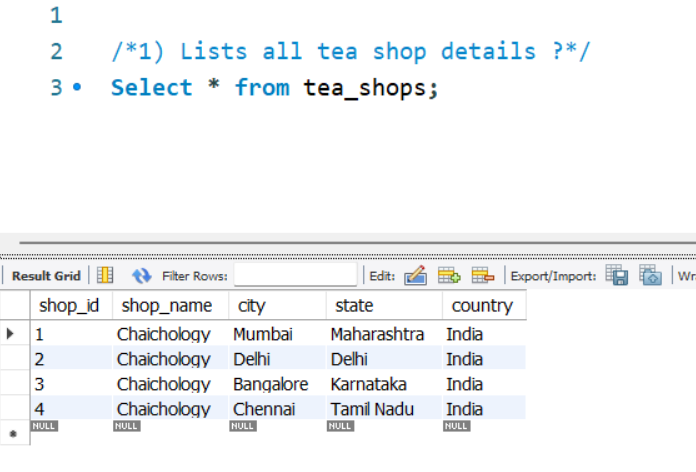 1
2 /*1) Lists all tea shop details ?*/
3 Select * from tea_shops;
Result Grid Filter Rows: Edit: Export/Import: Wr
shop_id shop_name city state country
1 Chaichology Mumbai Maharashtra India
2 Chaichology Delhi Delhi India
3 Chaichology Bangalore Karnataka India
4 Chaichology Chennai Tamil Nadu India
NULL NULL NULL NULL NULL